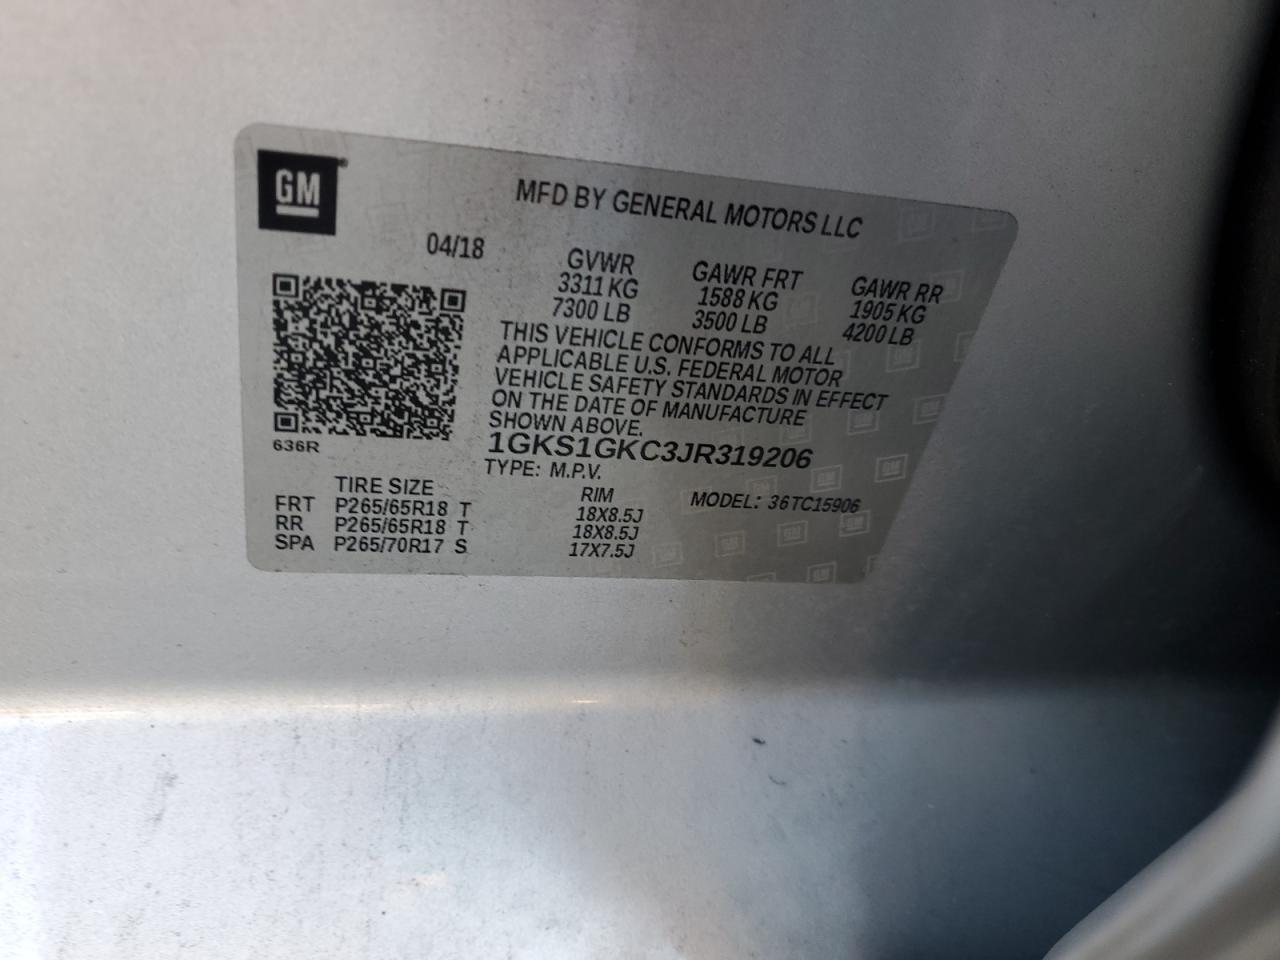 GM
MFD BY GENERAL MOTORS LLC
04/18
GVWR GAWR FRT GAWR RR
3311 KG 1588 KG 1905 KG
7300 LB 3500 LB 4200 LB
THIS VEHICLE CONFORMS TO ALL
APPLICABLE U.S. FEDERAL MOTOR
VEHICLE SAFETY STANDARDS IN EFFECT
ON THE DATE OF MANUFACTURE
SHOWN ABOVE.
636R
1GKS1GKC3JR319206
TYPE: M.P.V.
TIRE SIZE RIM MODEL: 36TC15906
FRT P265/65R18 T 18X8.5J
RR P265/65R18 T 18X8.5J
SPA P265/70R17 S 17X7.5J